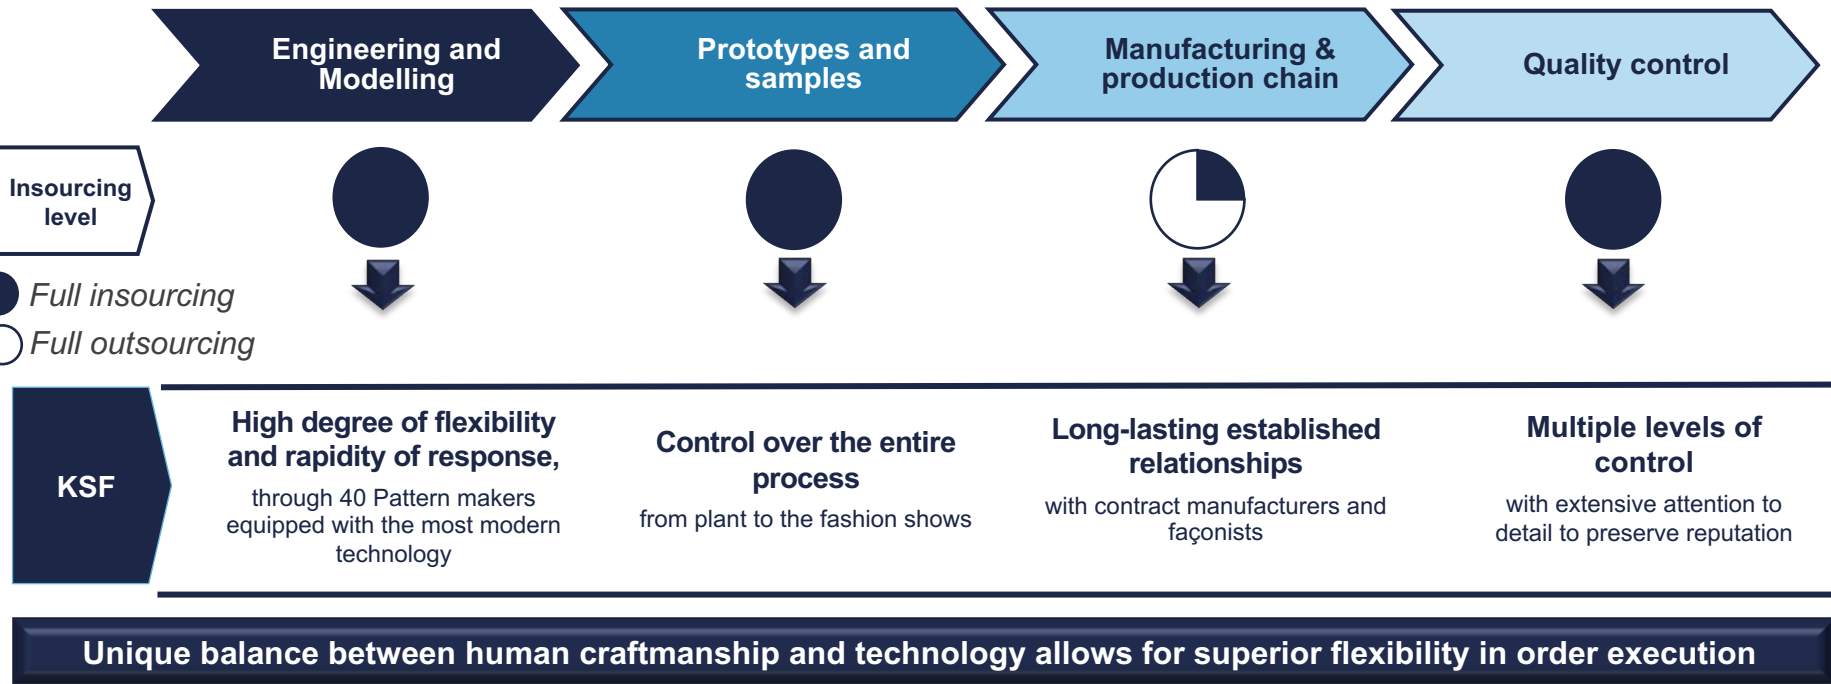 Engineering and
Modelling
Prototypes and
samples
Manufacturing &
production chain
Quality control
Insourcing
level
Full insourcing
Full outsourcing
KSF
High degree of flexibility
and rapidity of response,
through 40 Pattern makers
equipped with the most modern
technology
Control over the entire
process
from plant to the fashion shows
Long-lasting established
relationships
with contract manufacturers and
façonists
Multiple levels of
control
with extensive attention to
detail to preserve reputation
Unique balance between human craftmanship and technology allows for superior flexibility in order execution